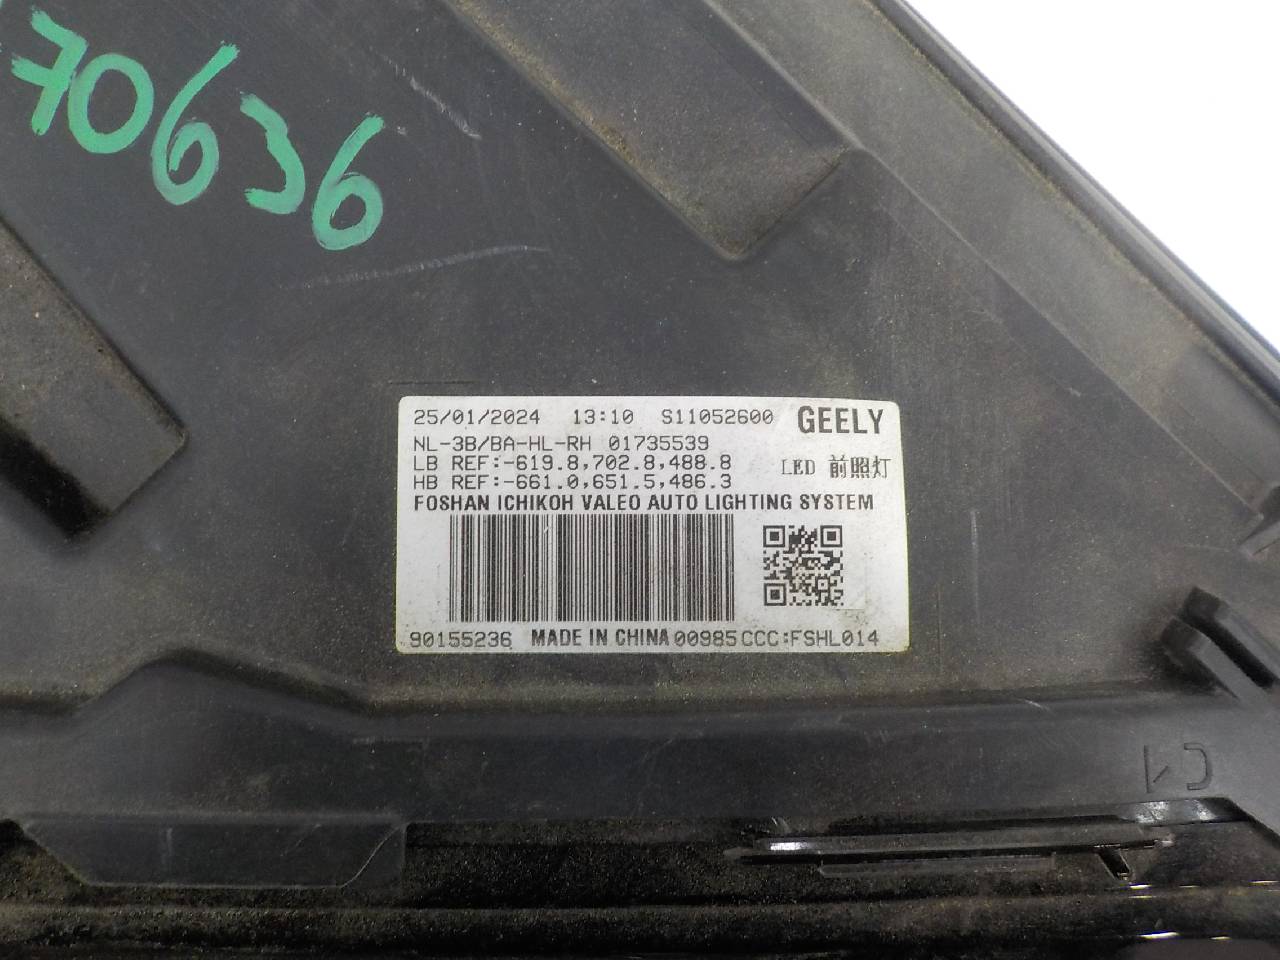 70636
25/01/2024 13:10 S11052600 GEELY
NL-3B/BA-HL-RH 01735539
LB REF:-619.8,702.8,488.8 LED 前照灯
HB REF:-661.0,651.5,486.3
FOSHAN ICHIKOH VALEO AUTO LIGHTING SYSTEM
90155236 MADE IN CHINA 00985 CCC:FSHL014